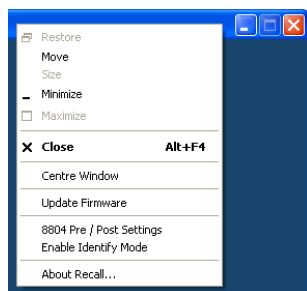 Restore
Move
Size
Minimize
Maximize
Close Alt+F4
Centre Window
Update Firmware
8804 Pre / Post Settings
Enable Identify Mode
About Recall...